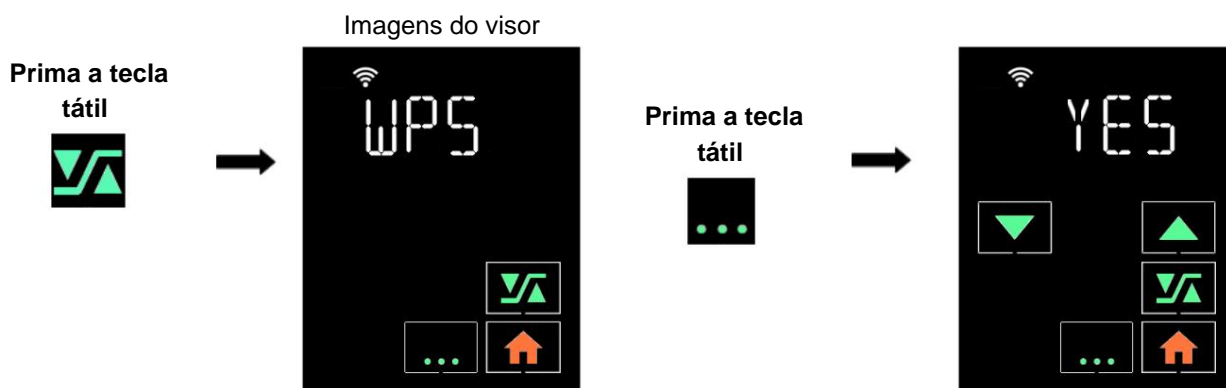 Imagens do visor
Prima a tecla
tátil
WPS
Prima a tecla
tátil
YES